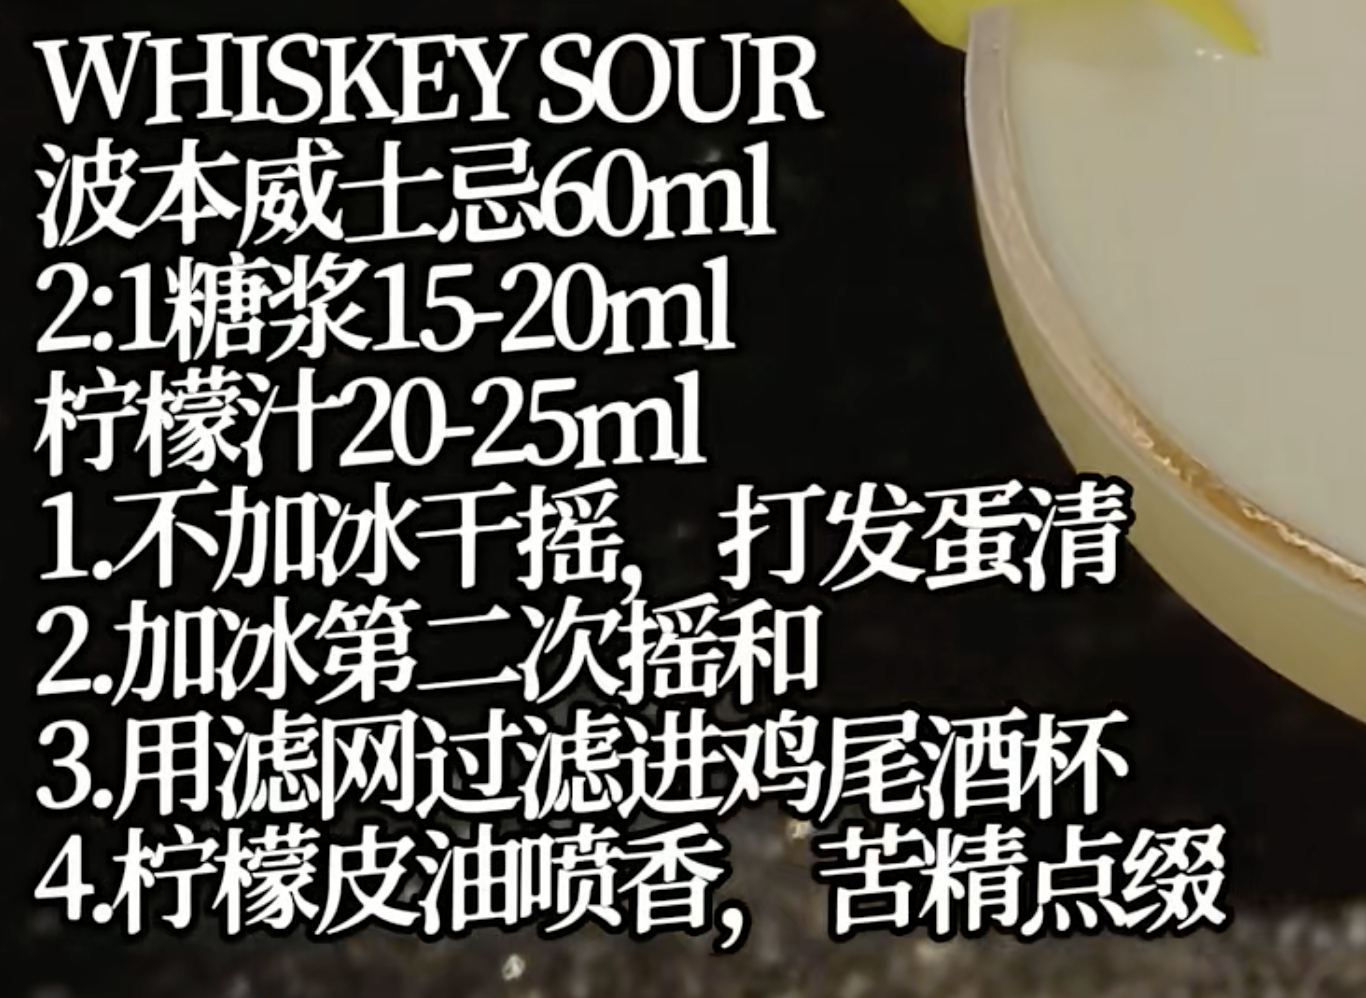 WHISKEY SOUR
波本威士忌60ml
2:1糖浆15-20ml
柠檬汁20-25ml
1.不加冰干摇，打发蛋清
2.加冰第二次摇和
3.用滤网过滤进鸡尾酒杯
4.柠檬皮油喷香，苦精点缀